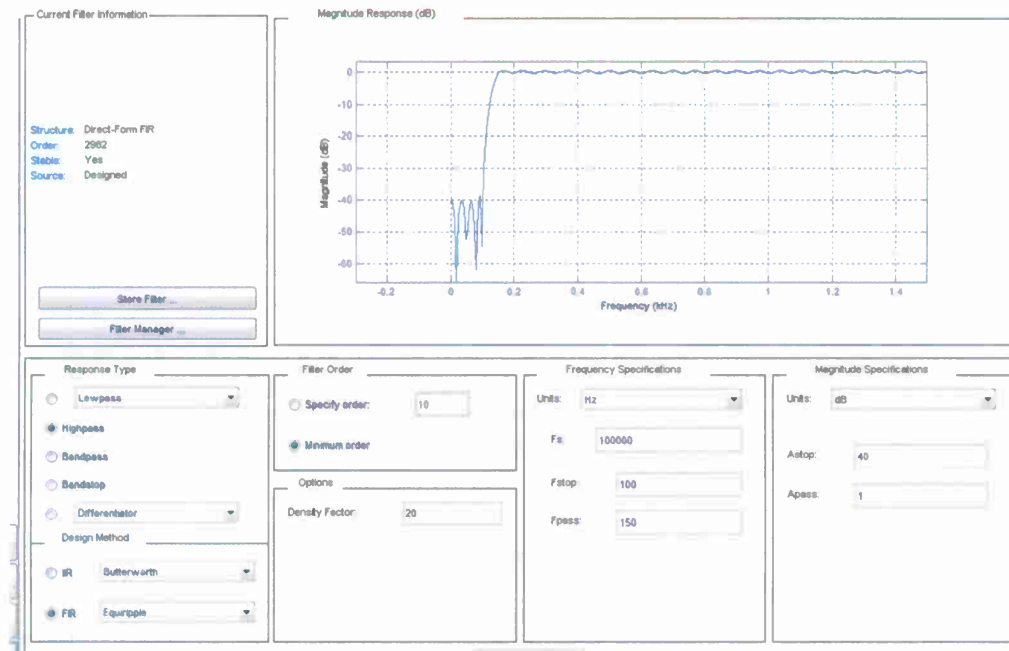 Current Filter Information
Structure: Direct-Form FIR
Order: 2982
Stable: Yes
Source: Designed
Store Filter ...
Filter Manager ...
Magnitude Response (dB)
0
-10
-20
-30
-40
-50
-60
Magnitude (dB)
-0.2
0
0.2
0.4
0.6
0.8
1
1.2
1.4
Frequency (kHz)
Response Type
Lowpass
Highpass
Bandpass
Bandstop
Differentiator
Design Method
IIR Butterworth
FIR Equiripple
Filter Order
Specify order: 10
Minimum order
Options
Density Factor: 20
Frequency Specifications
Units: Hz
Fs: 100000
Fstop: 100
Fpass: 150
Magnitude Specifications
Units: dB
Astop: 40
Apass: 1